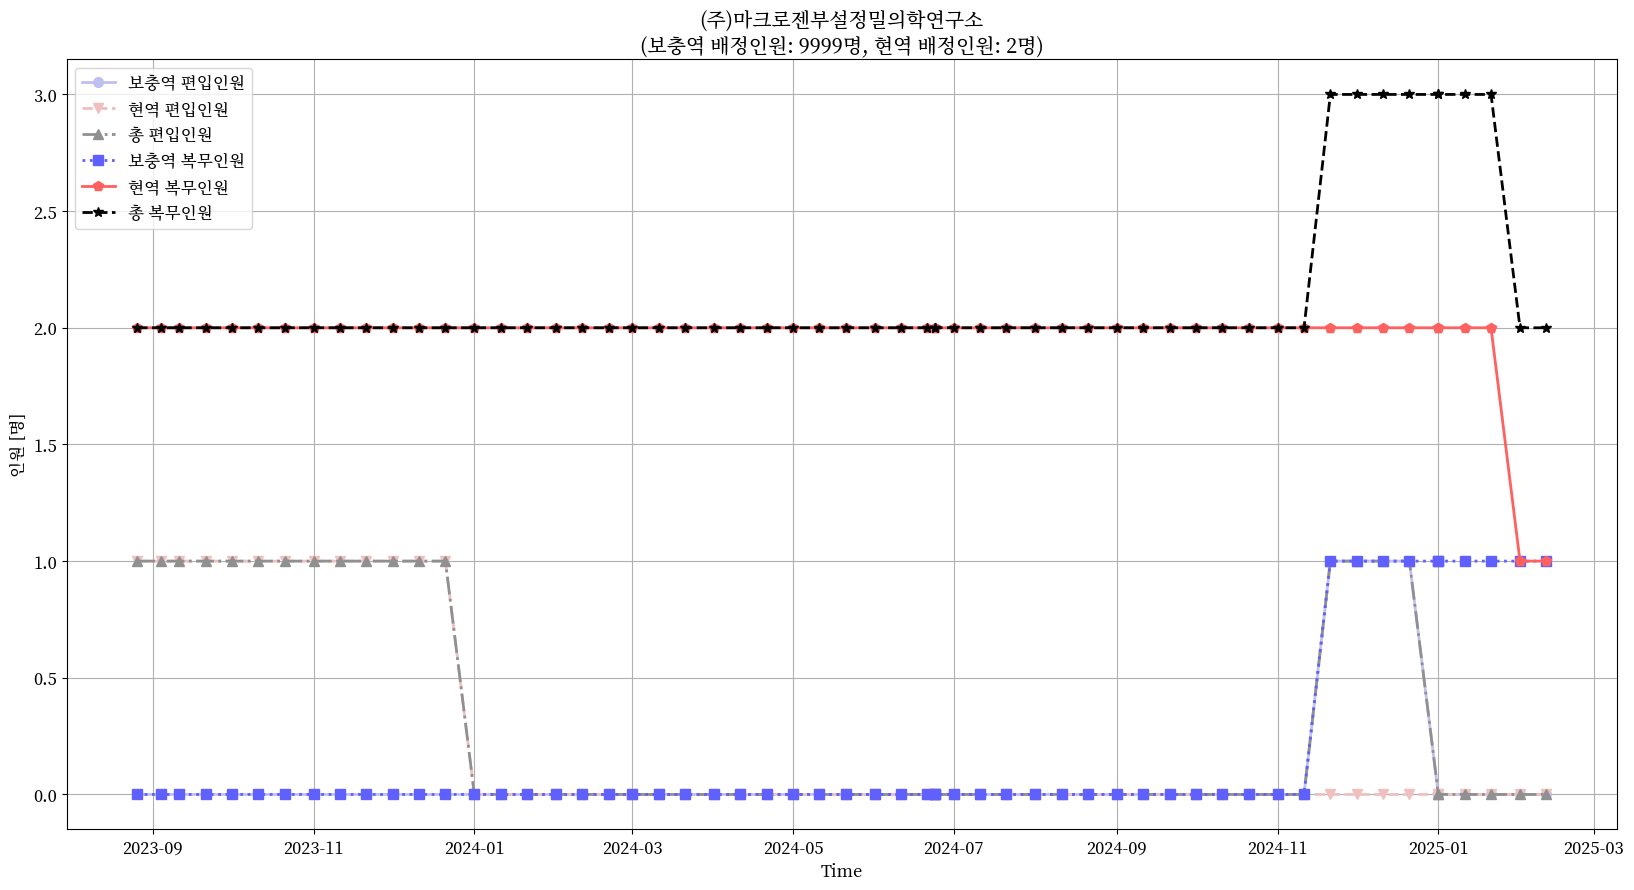 (주)마크로젠부설정밀의학연구소
(보충역 배정인원: 9999명, 현역 배정인원: 2명)
보충역 편입인원
현역 편입인원
총 편입인원
보충역 복무인원
현역 복무인원
총 복무인원
인원 [명]
3.0
2.5
2.0
1.5
1.0
0.5
0.0
2023-09 2023-11 2024-01 2024-03 2024-05 2024-07 2024-09 2024-11 2025-01 2025-03
Time